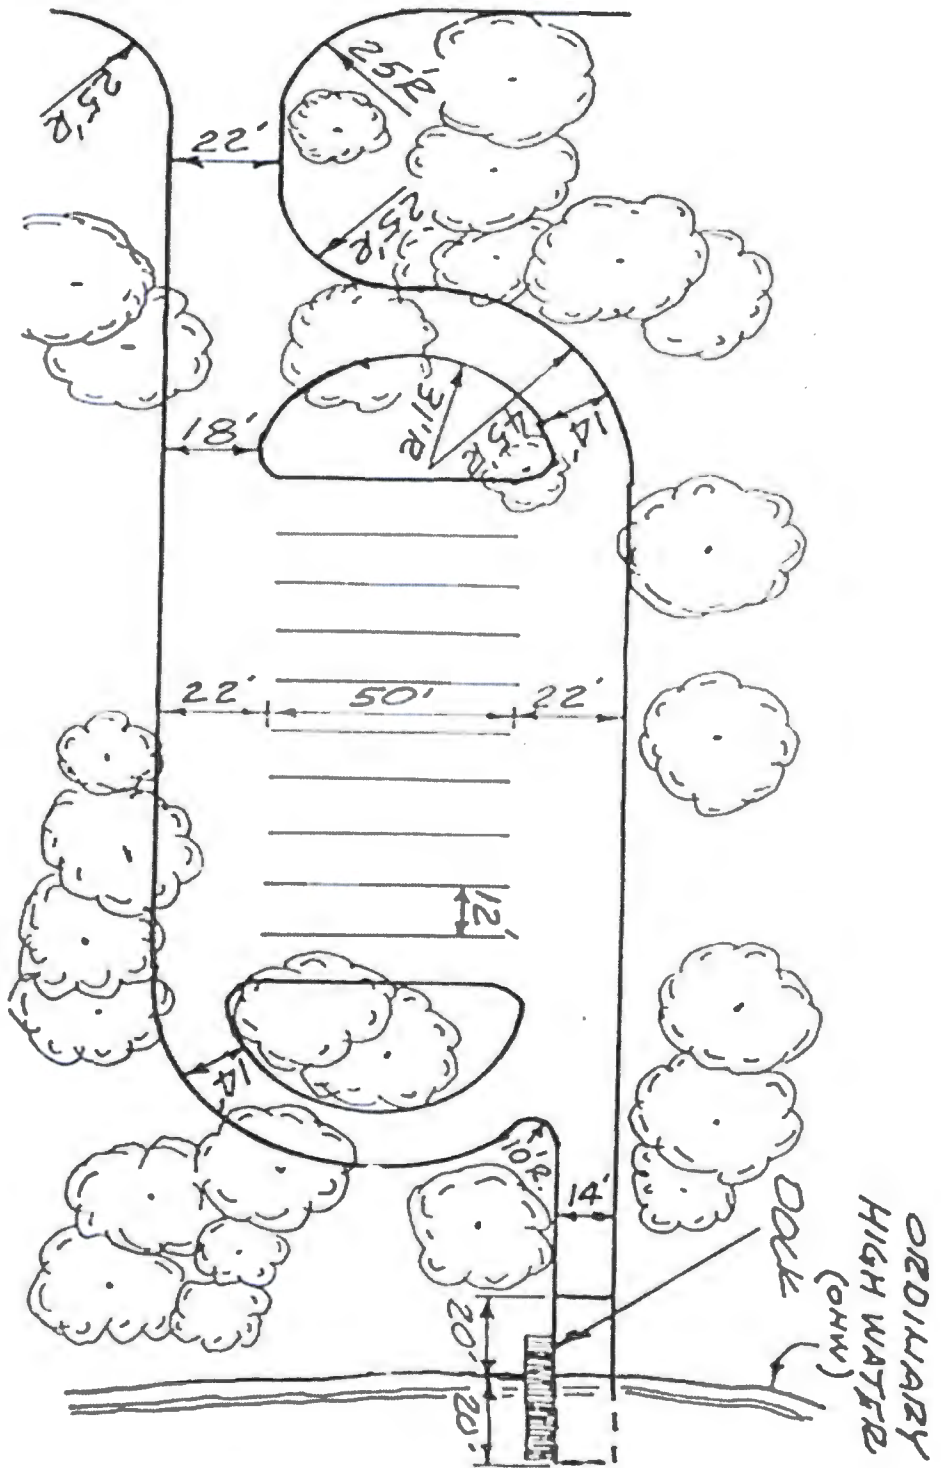 25'R
25'R
22'
25'R
31'R
45'R
14'
18'
22'
50'
22'
12'
14'
10'R.
14'
DOCK
ORDINARY
HIGH WATER
(OHW)
20'
20'